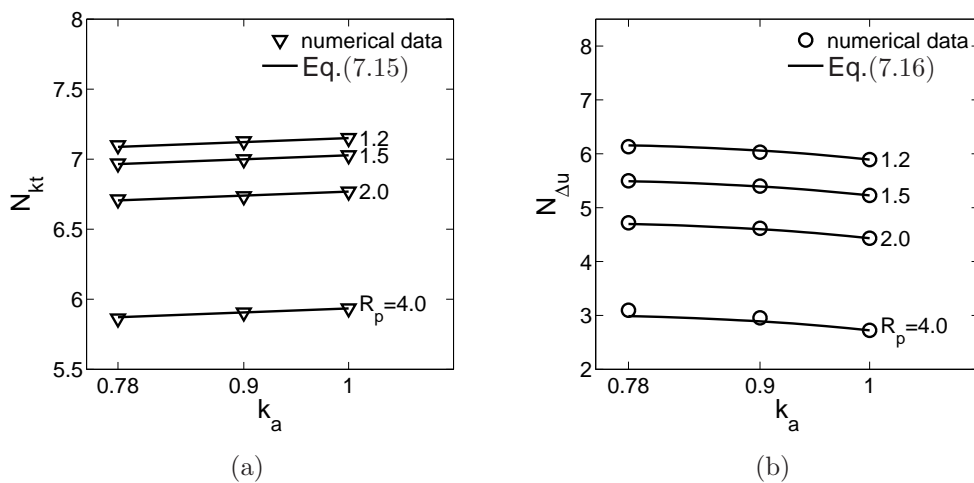 8
7.5
7
6.5
6
5.5
numerical data
Eq.(7.15)
1.2
1.5
2.0
R_p=4.0
0.78 0.9 1
N_kt
k_a
(a)
8
7
6
5
4
3
2
numerical data
Eq.(7.16)
1.2
1.5
2.0
R_p=4.0
0.78 0.9 1
N_Δu
k_a
(b)